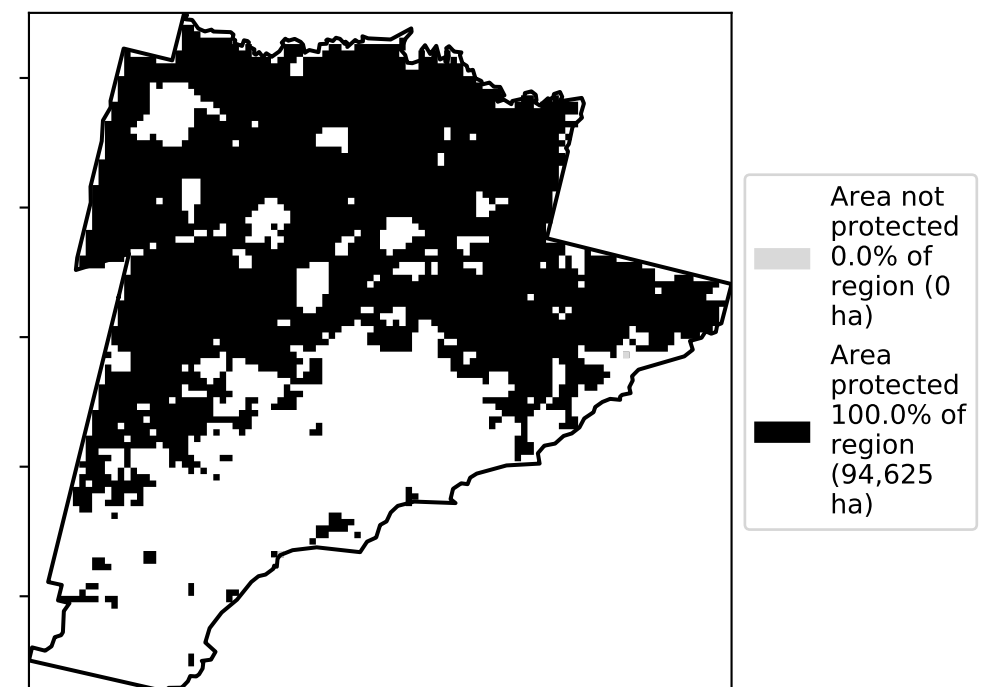 Area not
protected
0.0% of
region (0
ha)
Area
protected
100.0% of
region
(94,625
ha)